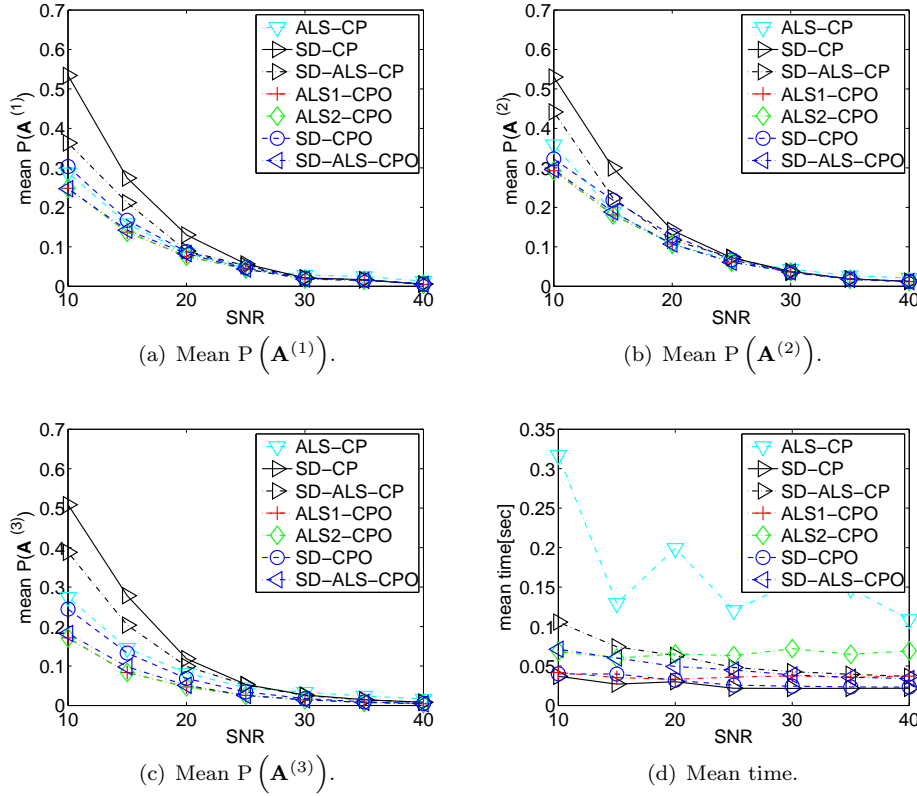 0.7
0.6
0.5
0.4
0.3
0.2
0.1
0
10 20 30 40
SNR
mean P(A^(1))
ALS−CP
SD−CP
SD−ALS−CP
ALS1−CPO
ALS2−CPO
SD−CPO
SD−ALS−CPO
(a) Mean P (A^(1)).
0.7
0.6
0.5
0.4
0.3
0.2
0.1
0
10 20 30 40
SNR
mean P(A^(2))
ALS−CP
SD−CP
SD−ALS−CP
ALS1−CPO
ALS2−CPO
SD−CPO
SD−ALS−CPO
(b) Mean P (A^(2)).
0.7
0.6
0.5
0.4
0.3
0.2
0.1
0
10 20 30 40
SNR
mean P(A^(3))
ALS−CP
SD−CP
SD−ALS−CP
ALS1−CPO
ALS2−CPO
SD−CPO
SD−ALS−CPO
(c) Mean P (A^(3)).
0.35
0.3
0.25
0.2
0.15
0.1
0.05
0
10 20 30 40
SNR
mean time[sec]
ALS−CP
SD−CP
SD−ALS−CP
ALS1−CPO
ALS2−CPO
SD−CPO
SD−ALS−CPO
(d) Mean time.